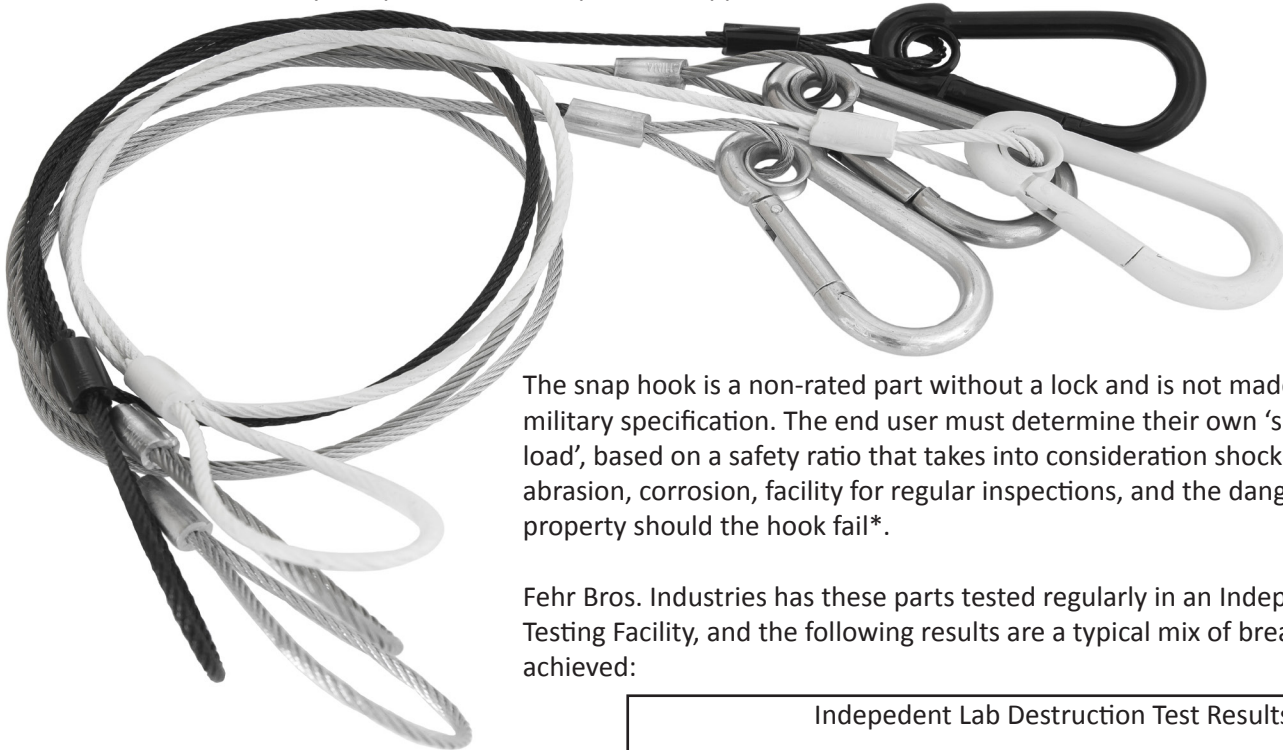 The snap hook is a non-rated part without a lock and is not made
military specification. The end user must determine their own ‘s
load’, based on a safety ratio that takes into consideration shock
abrasion, corrosion, facility for regular inspections, and the dang
property should the hook fail*.
Fehr Bros. Industries has these parts tested regularly in an Indep
Testing Facility, and the following results are a typical mix of brea
achieved:
Indepedent Lab Destruction Test Results